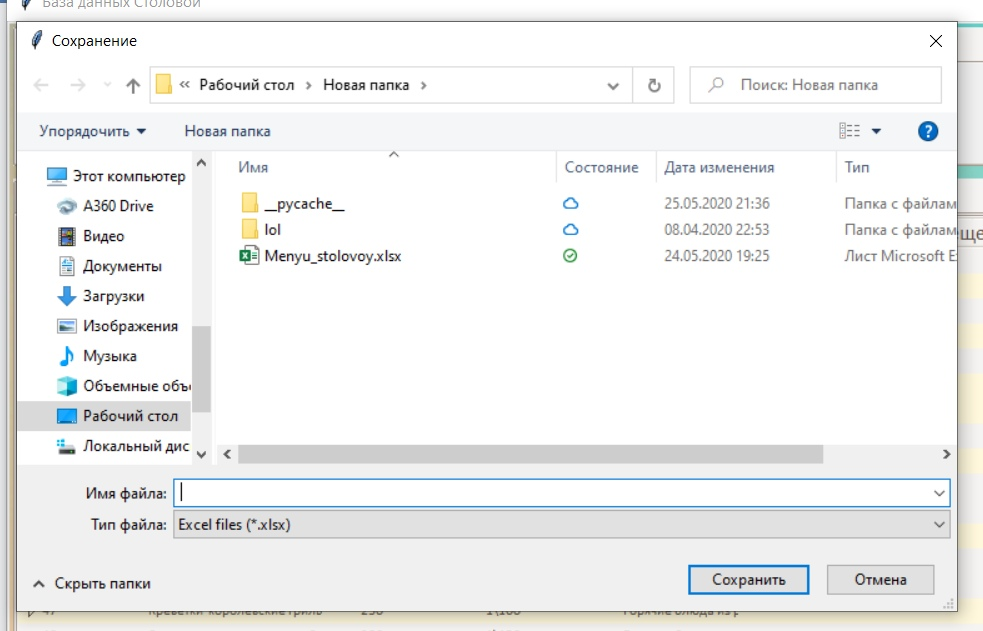 База данных Столовой
Сохранение
« Рабочий стол › Новая папка ›
Поиск: Новая папка
Упорядочить
Новая папка
Имя
Состояние
Дата изменения
Тип
Этот компьютер
A360 Drive
Видео
Документы
Загрузки
Изображения
Музыка
Объемные объ
Рабочий стол
Локальный дис
__pycache__ 25.05.2020 21:36 Папка с файлам
lol 08.04.2020 22:53 Папка с файлам
Menyu_stolovoy.xlsx 24.05.2020 19:25 Лист Microsoft E
ще
Имя файла:
Тип файла: Excel files (*.xlsx)
Скрыть папки
Сохранить
Отмена